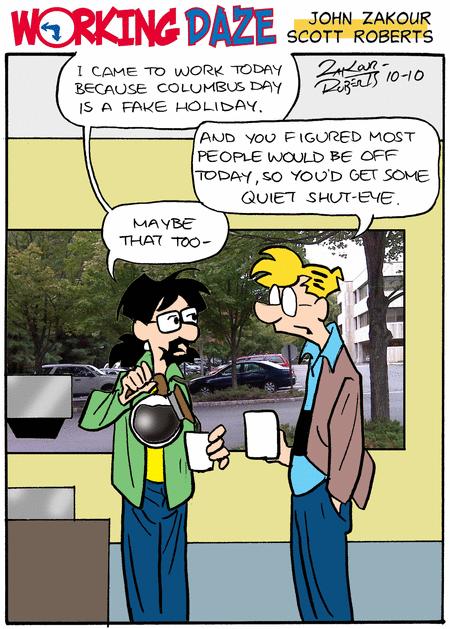 WORKING DAZE
JOHN ZAKOUR
SCOTT ROBERTS
I CAME TO WORK TODAY
BECAUSE COLUMBUS DAY
IS A FAKE HOLIDAY.
ZAKOUR-
ROBERTS 10-10
AND YOU FIGURED MOST
PEOPLE WOULD BE OFF
TODAY, SO YOU'D GET SOME
QUIET SHUT-EYE.
MAYBE
THAT TOO-